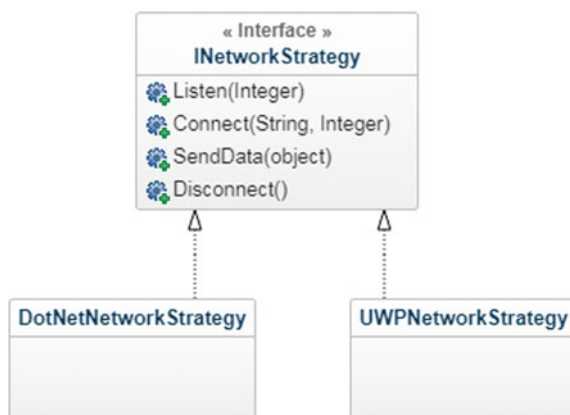 « Interface »
INetworkStrategy
Listen(Integer)
Connect(String, Integer)
SendData(object)
Disconnect()
DotNetNetworkStrategy
UWPNetworkStrategy